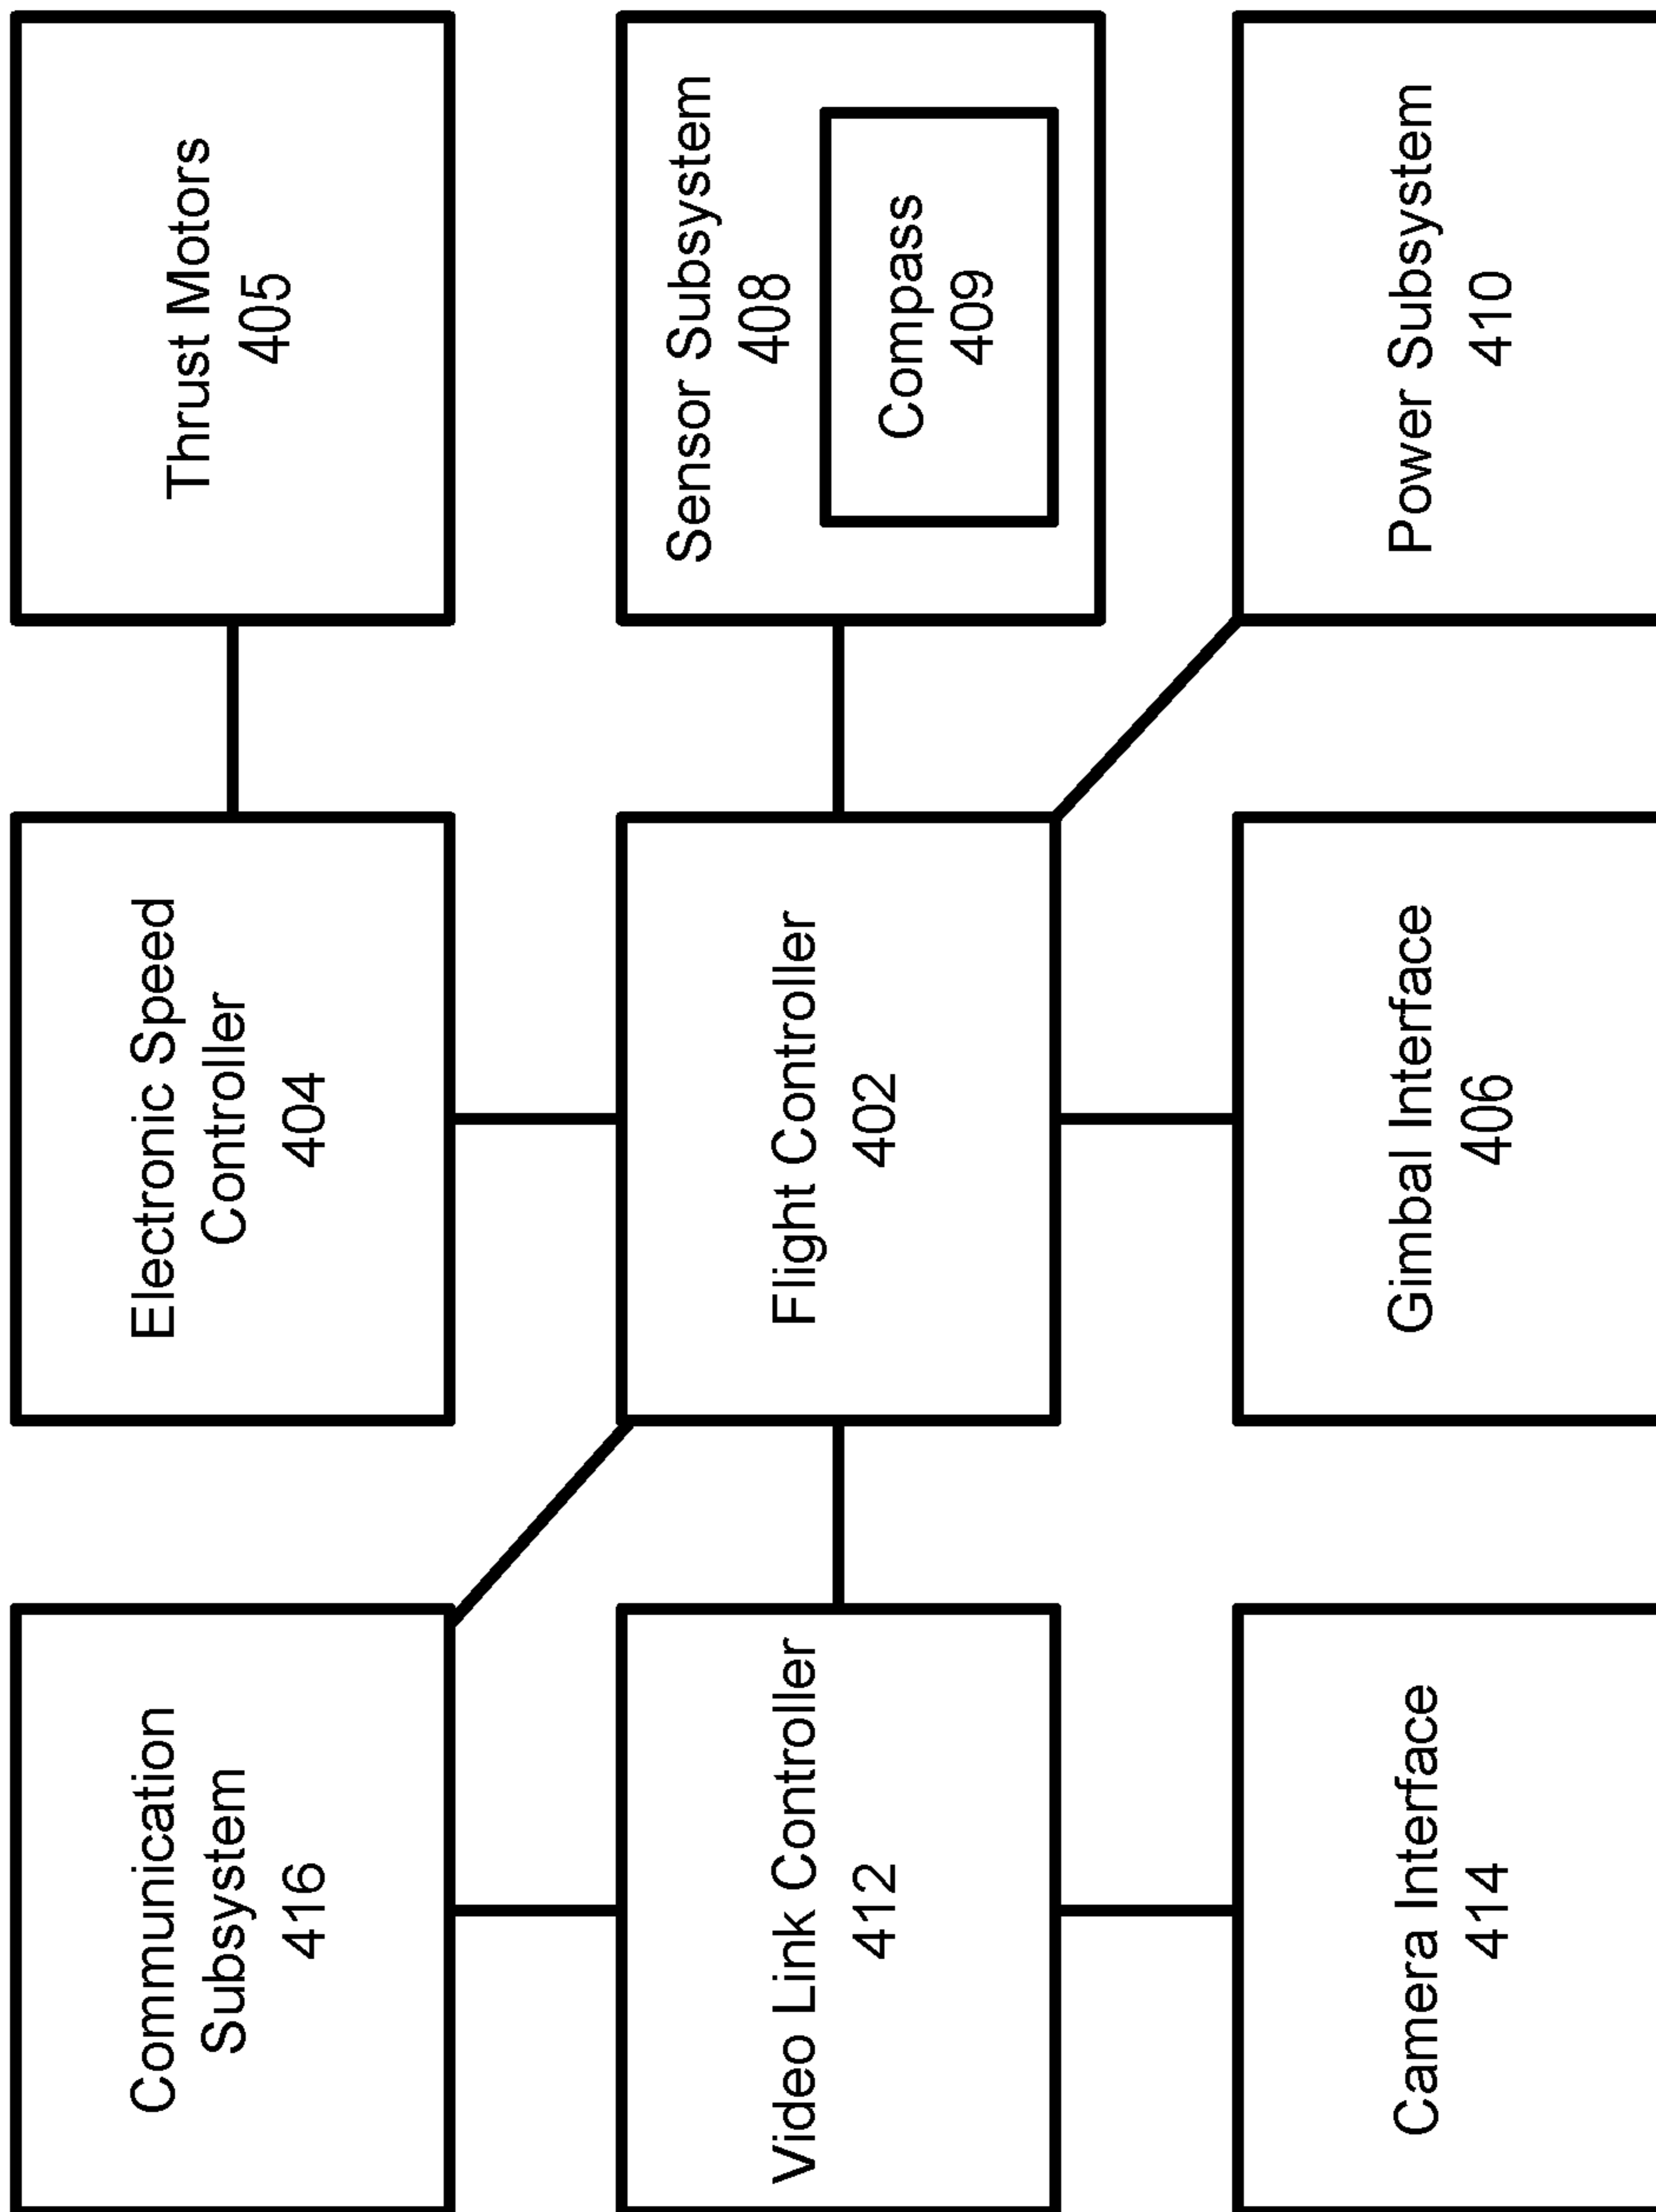 Communication
Subsystem
416
Electronic Speed
Controller
404
Thrust Motors
405
Video Link Controller
412
Flight Controller
402
Sensor Subsystem
408
Compass
409
Camera Interface
414
Gimbal Interface
406
Power Subsystem
410